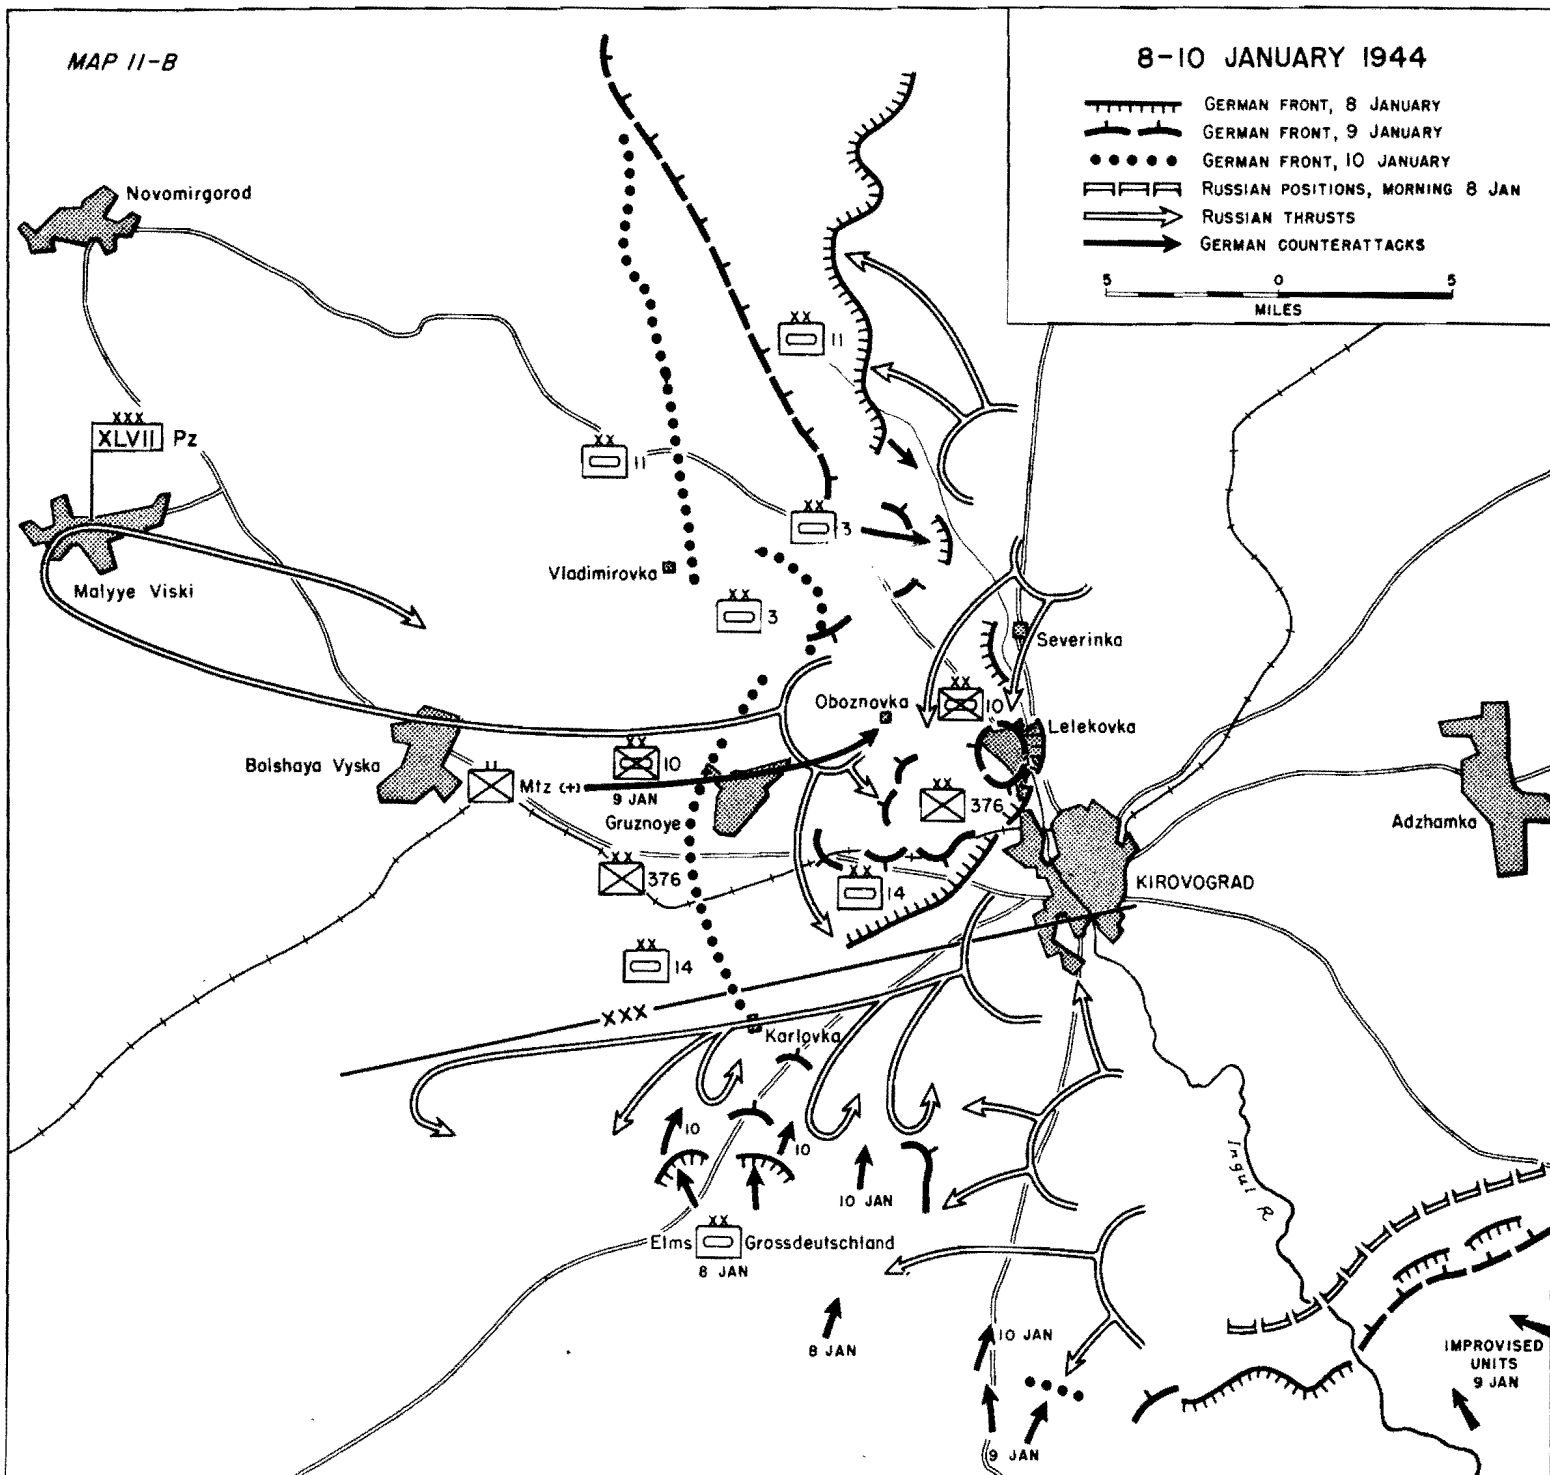 MAP 11-B
8-10 JANUARY 1944
GERMAN FRONT, 8 JANUARY
GERMAN FRONT, 9 JANUARY
GERMAN FRONT, 10 JANUARY
RUSSIAN POSITIONS, MORNING 8 JAN
RUSSIAN THRUSTS
GERMAN COUNTERATTACKS
5 0 5
MILES
Novomirgorod
XX
11
XXX
XLVII Pz
XX
11
XX
3
Vladimirovka
Malyye Viski
XX
3
Severinka
Oboznovka
XX
10
Lelekovka
Bolshaya Vyska
XX
10
II
Mtz (+)
9 JAN
Gruznoye
XX
376
Adzhamka
XX
376
XX
14
KIROVOGRAD
XX
14
XXX
Karlovka
10
10
10 JAN
Ingul R
XX
Elms Grossdeutschland
8 JAN
8 JAN
10 JAN
IMPROVISED
UNITS
9 JAN
9 JAN